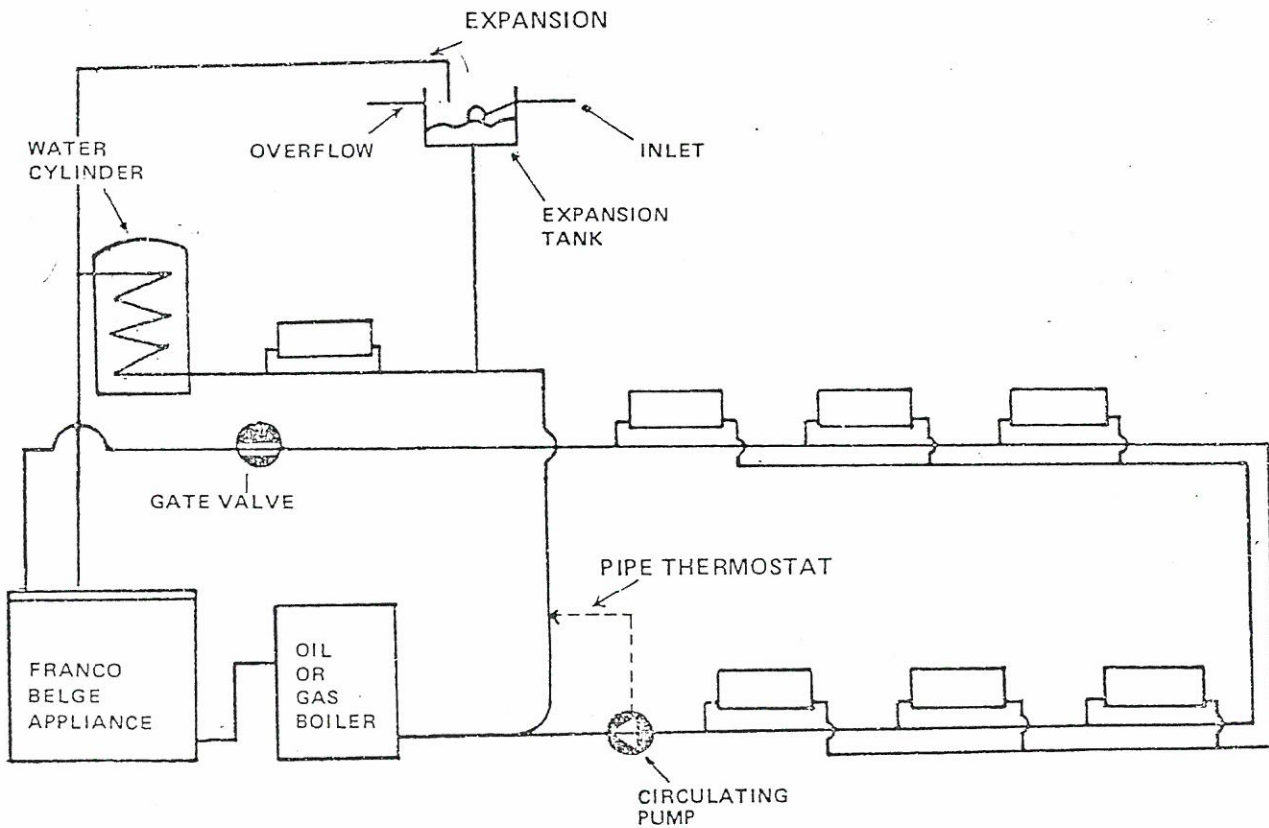 EXPANSION
OVERFLOW
INLET
WATER
CYLINDER
EXPANSION
TANK
GATE VALVE
PIPE THERMOSTAT
FRANCO
BELGE
APPLIANCE
OIL
OR
GAS
BOILER
CIRCULATING
PUMP